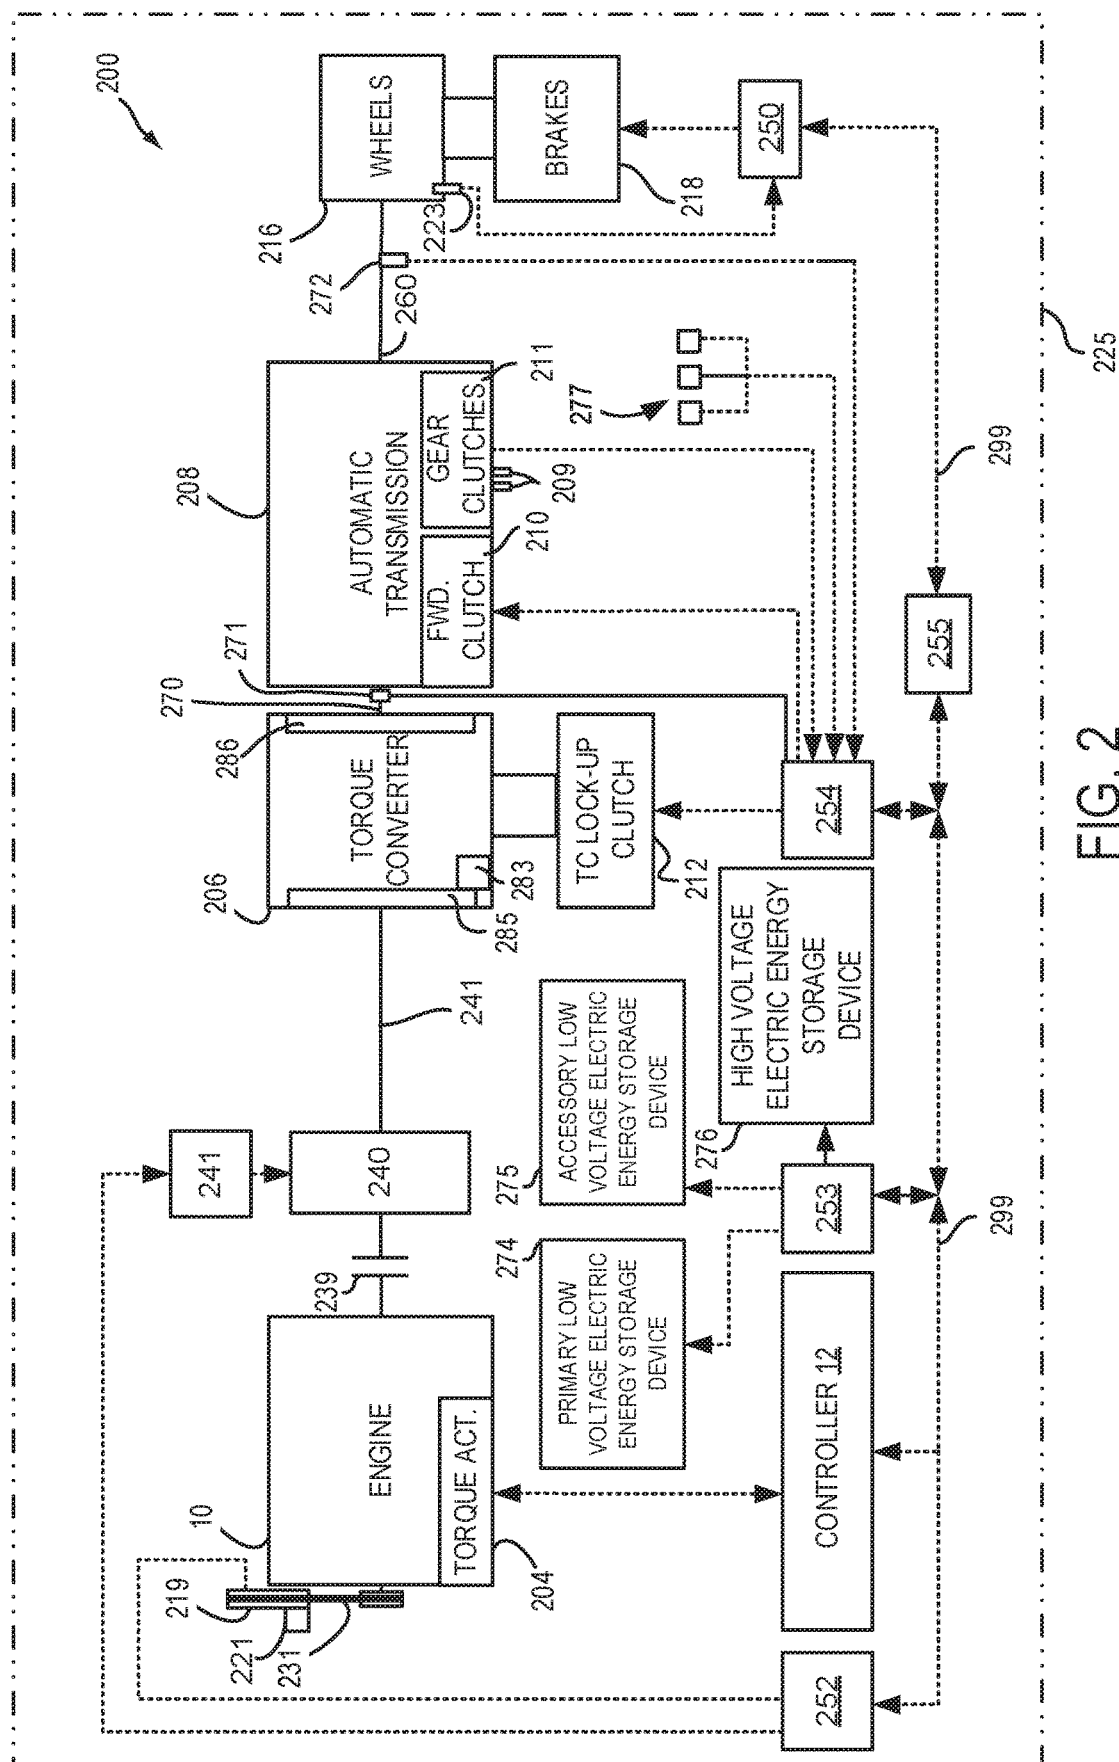 200
WHEELS
216
BRAKES
218
223
250
272
260
208
AUTOMATIC
TRANSMISSION
GEAR
CLUTCHES
211
209
FWD.
CLUTCH
210
277
271
270
286
TORQUE
CONVERTER
206
283
285
TC LOCK-UP
CLUTCH
212
254
255
299
225
241
241
240
239
ACCESSORY LOW
VOLTAGE ELECTRIC
ENERGY STORAGE
DEVICE
275
HIGH VOLTAGE
ELECTRIC ENERGY
STORAGE
DEVICE
276
PRIMARY LOW
VOLTAGE ELECTRIC
ENERGY STORAGE
DEVICE
274
253
299
10
ENGINE
TORQUE ACT.
204
219
221
231
CONTROLLER 12
252
FIG. 2